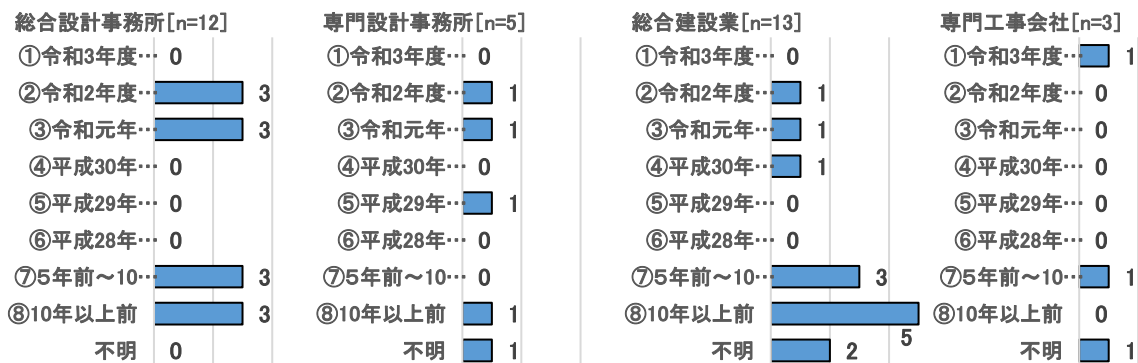 総合設計事務所[n=12]
①令和3年度… 0
②令和2年度… 3
③令和元年… 3
④平成30年… 0
⑤平成29年… 0
⑥平成28年… 0
⑦5年前～10… 3
⑧10年以上前 3
不明 0
専門設計事務所[n=5]
①令和3年度… 0
②令和2年度… 1
③令和元年… 1
④平成30年… 0
⑤平成29年… 1
⑥平成28年… 0
⑦5年前～10… 0
⑧10年以上前 1
不明 1
総合建設業[n=13]
①令和3年度… 0
②令和2年度… 1
③令和元年… 1
④平成30年… 1
⑤平成29年… 0
⑥平成28年… 0
⑦5年前～10… 3
⑧10年以上前 5
不明 2
専門工事会社[n=3]
①令和3年度… 1
②令和2年度… 0
③令和元年… 0
④平成30年… 0
⑤平成29年… 0
⑥平成28年… 0
⑦5年前～10… 1
⑧10年以上前 0
不明 1